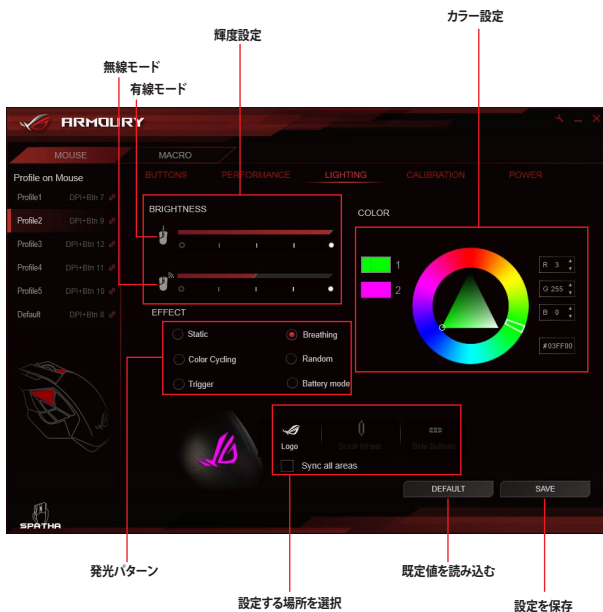 カラー設定
輝度設定
無線モード
有線モード
ARMOURY
MOUSE MACRO
Profile on Mouse
BUTTONS PERFORMANCE LIGHTING CALIBRATION POWER
Profile1 DPI+Btn 7
Profile2 DPI+Btn 9
Profile3 DPI+Btn 12
Profile4 DPI+Btn 11
Profile5 DPI+Btn 10
Default DPI+Btn 8
BRIGHTNESS
COLOR
1
2
R 3
G 255
B 0
#03FF00
EFFECT
Static Breathing
Color Cycling Random
Trigger Battery mode
Logo Scroll Wheel Side Buttons
Sync all areas
DEFAULT SAVE
SPATHA
発光パターン
既定値を読み込む
設定する場所を選択
設定を保存